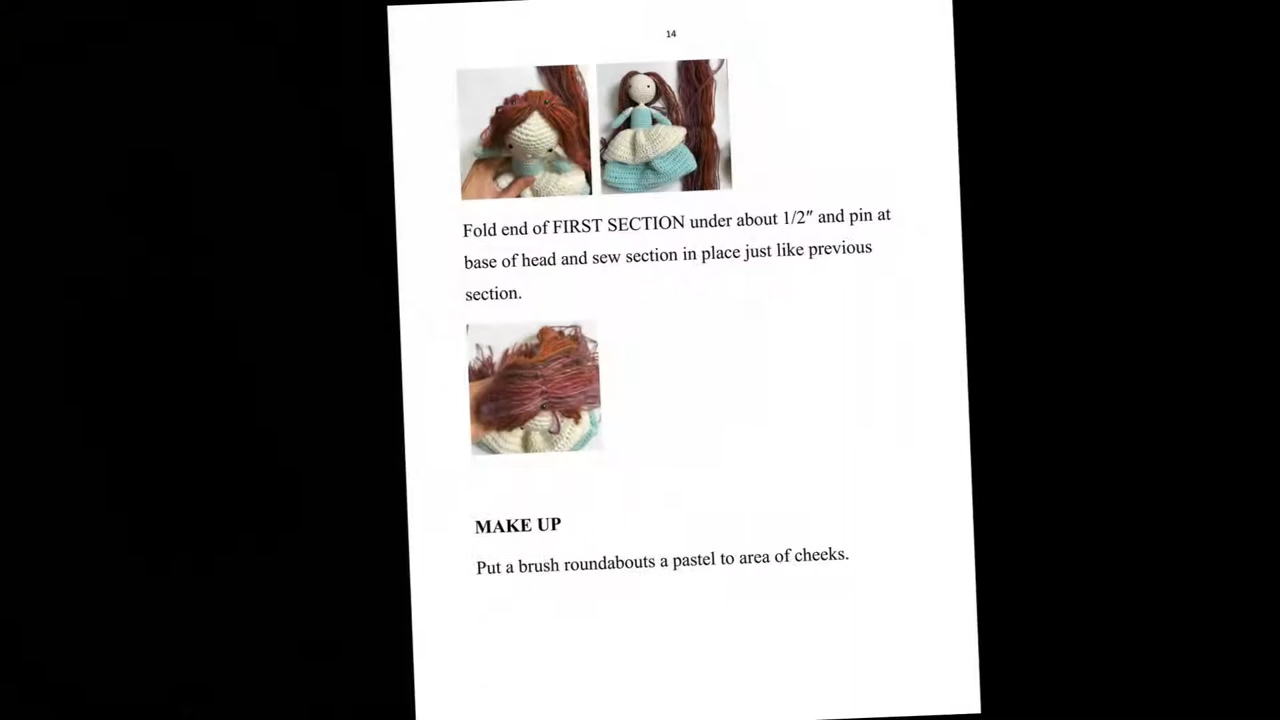 14
Fold end of FIRST SECTION under about 1/2″ and pin at
base of head and sew section in place just like previous
section.
MAKE UP
Put a brush roundabouts a pastel to area of cheeks.